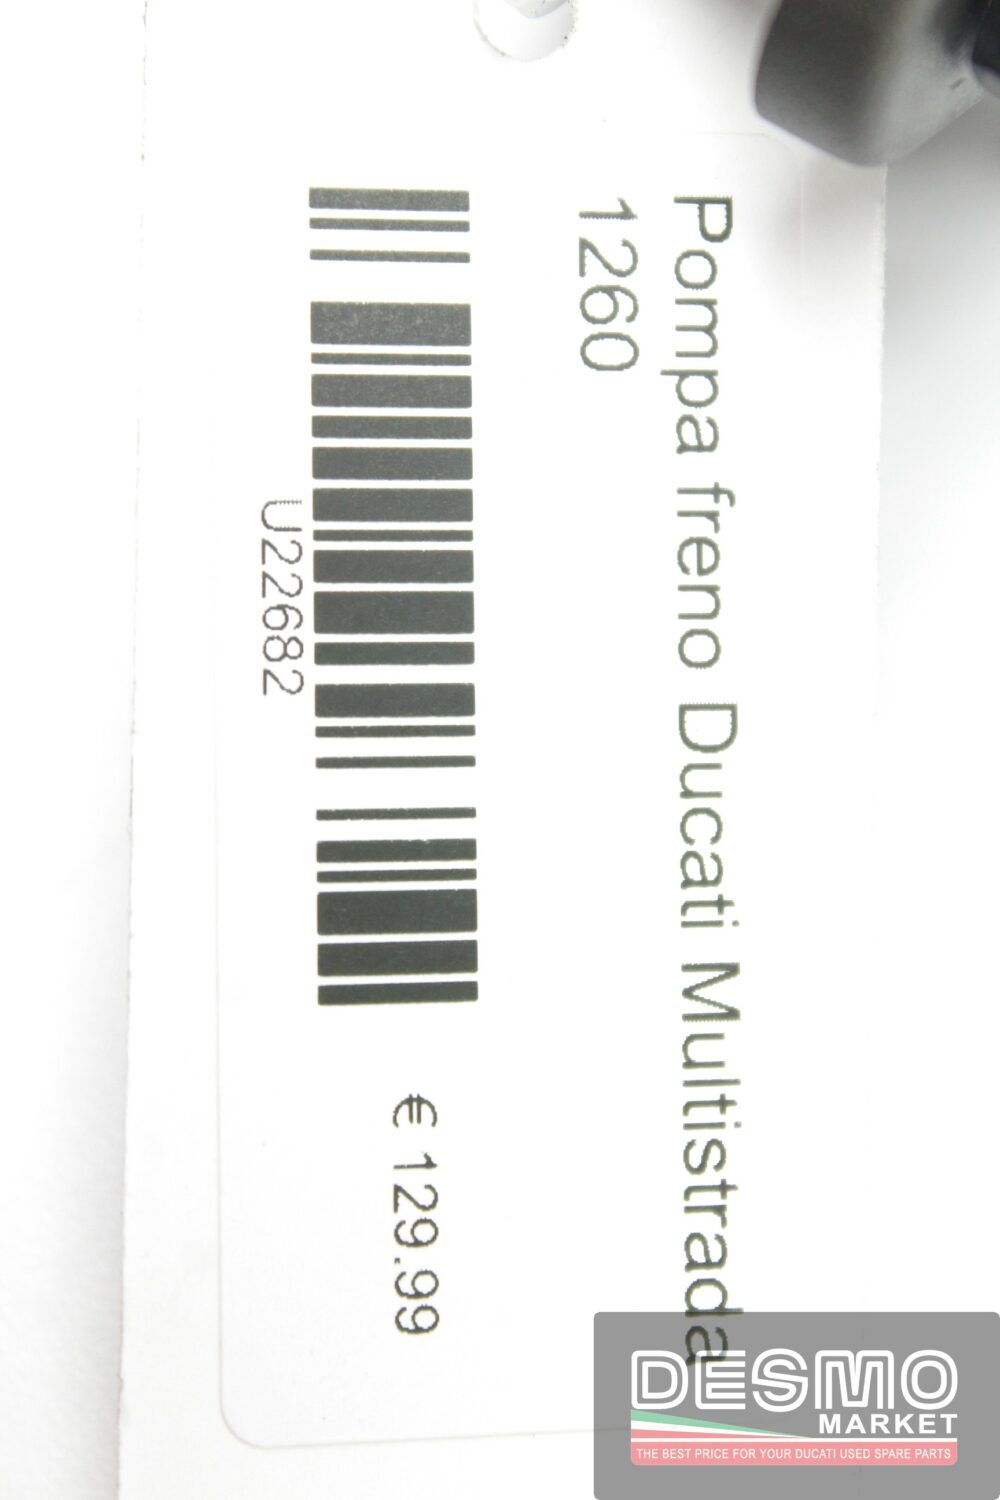 Pompa freno Ducati Multistrada
1260
U22682
€ 129.99
DESMO
MARKET
THE BEST PRICE FOR YOUR DUCATI USED SPARE PARTS